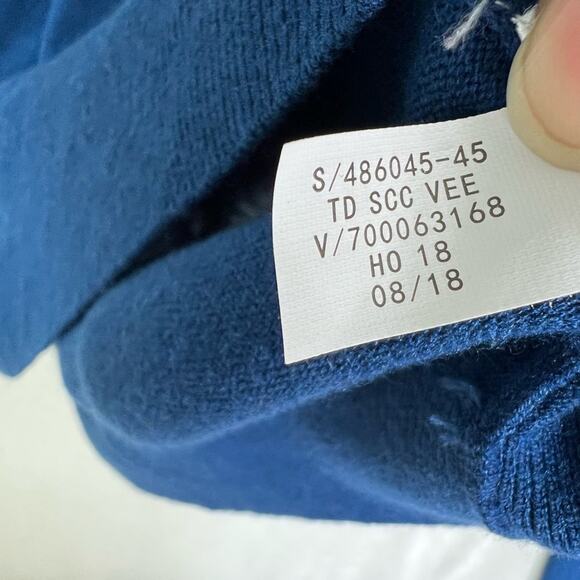 S/486045-45
TD SCC VEE
V/700063168
HO 18
08/18